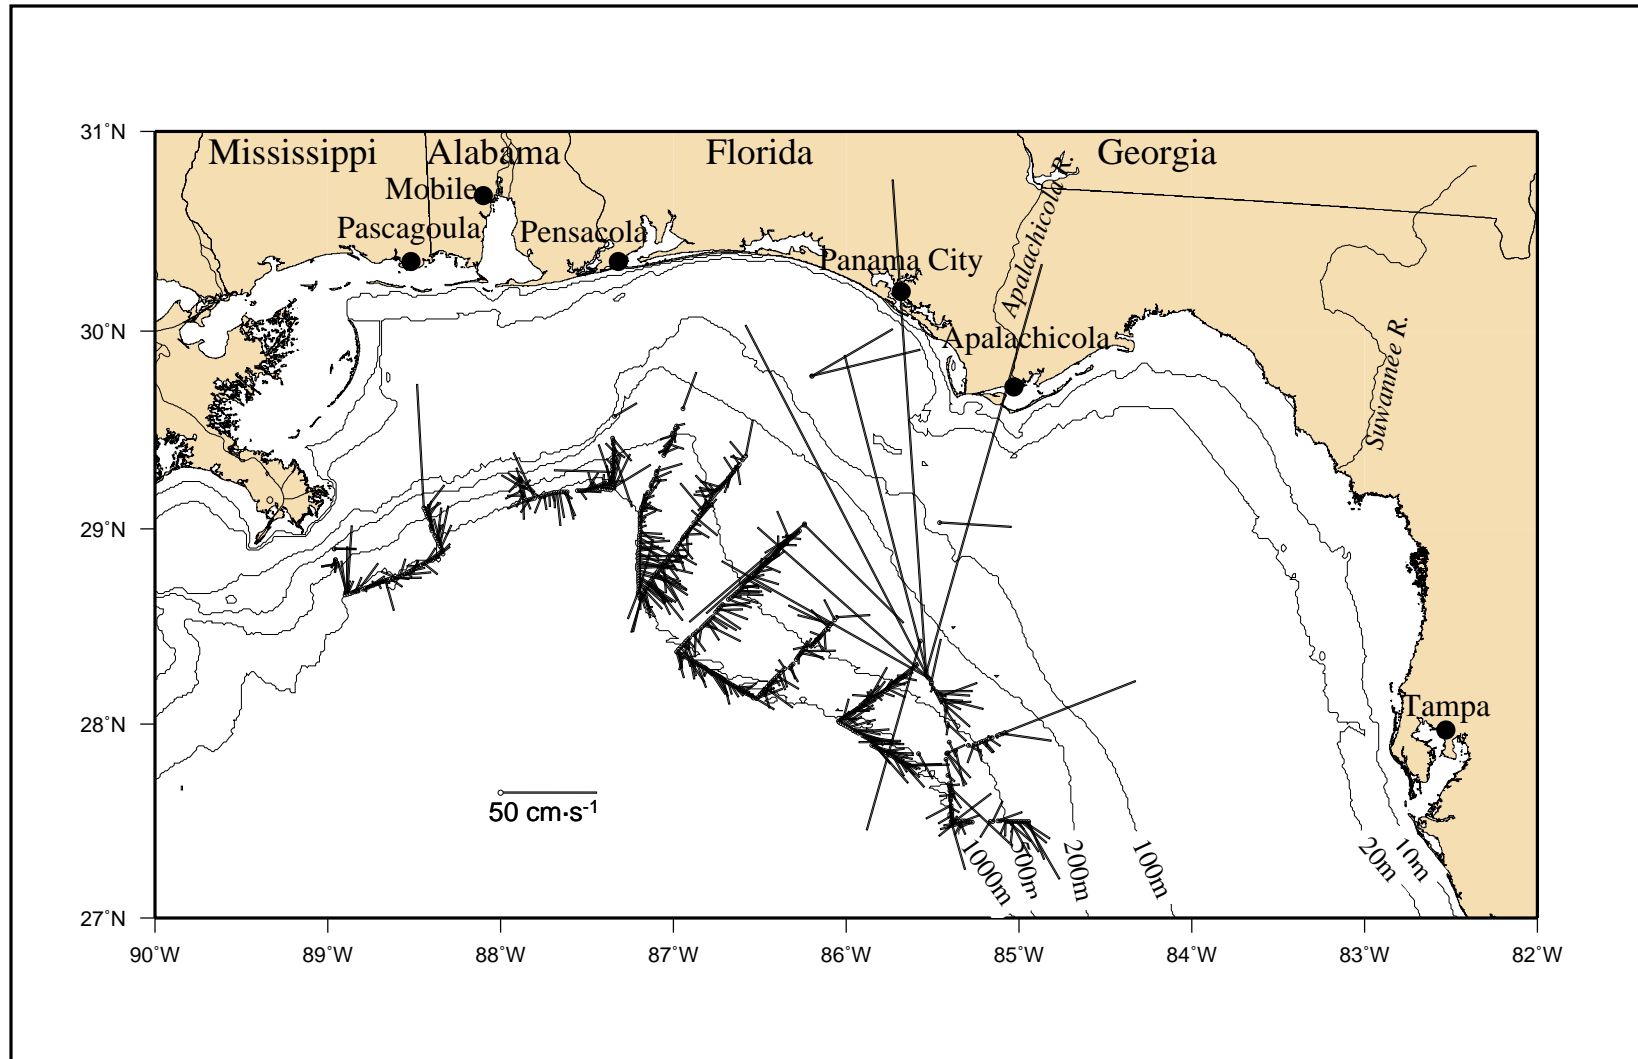 31°N
Mississippi
Alabama
Florida
Georgia
Mobile
Pascagoula
Pensacola
Panama City
Apalachicola R.
Apalachicola
Suwannee R.
30°N
29°N
28°N
Tampa
50 cm·s-1
1000m
500m
200m
100m
20m
10m
27°N
90°W
89°W
88°W
87°W
86°W
85°W
84°W
83°W
82°W